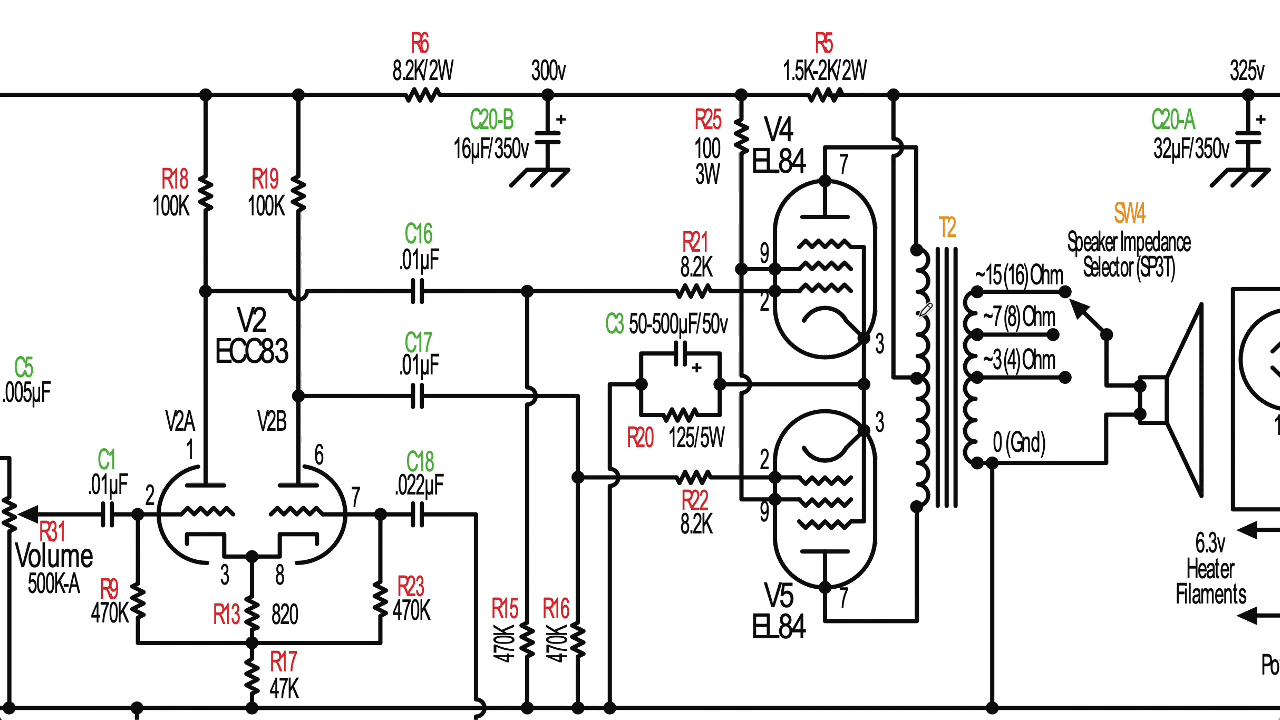 R6
8.2K/2W
300v
R5
1.5K-2K/2W
325v
C20-B
16µF/350v
R25
100
3W
V4
EL84
7
C20-A
32µF/350v
R18
100K
R19
100K
C16
.01µF
R21
8.2K
9
2
T2
SW4
Speaker Impedance
Selector (SP3T)
~15 (16) Ohm
~7 (8) Ohm
~3 (4) Ohm
0 (Gnd)
V2
ECC83
C17
.01µF
C3 50-500µF/50v
3
C5
.005µF
R20 125/5W
3
V2A
1
V2B
6
C1
.01µF
2
7
C18
.022µF
2
R22
8.2K
9
R31
Volume
500K-A
3
8
6.3v
Heater
Filaments
R9
470K
R13 820
R23
470K
R15
470K
R16
470K
V5
EL84
7
R17
47K
Po
1